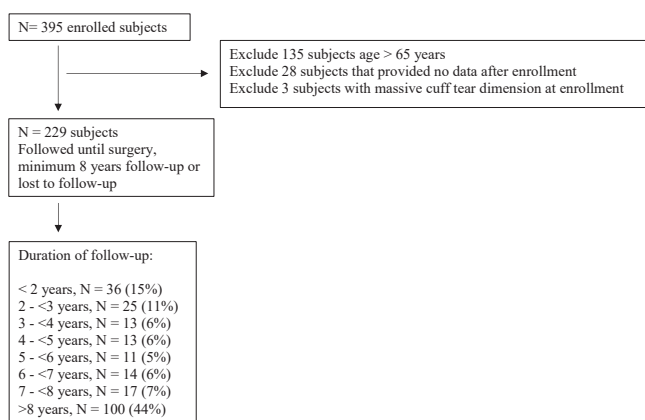 N= 395 enrolled subjects
Exclude 135 subjects age > 65 years
Exclude 28 subjects that provided no data after enrollment
Exclude 3 subjects with massive cuff tear dimension at enrollment
N = 229 subjects
Followed until surgery,
minimum 8 years follow-up or
lost to follow-up
Duration of follow-up:
< 2 years, N = 36 (15%)
2 - <3 years, N = 25 (11%)
3 - <4 years, N = 13 (6%)
4 - <5 years, N = 13 (6%)
5 - <6 years, N = 11 (5%)
6 - <7 years, N = 14 (6%)
7 - <8 years, N = 17 (7%)
>8 years, N = 100 (44%)